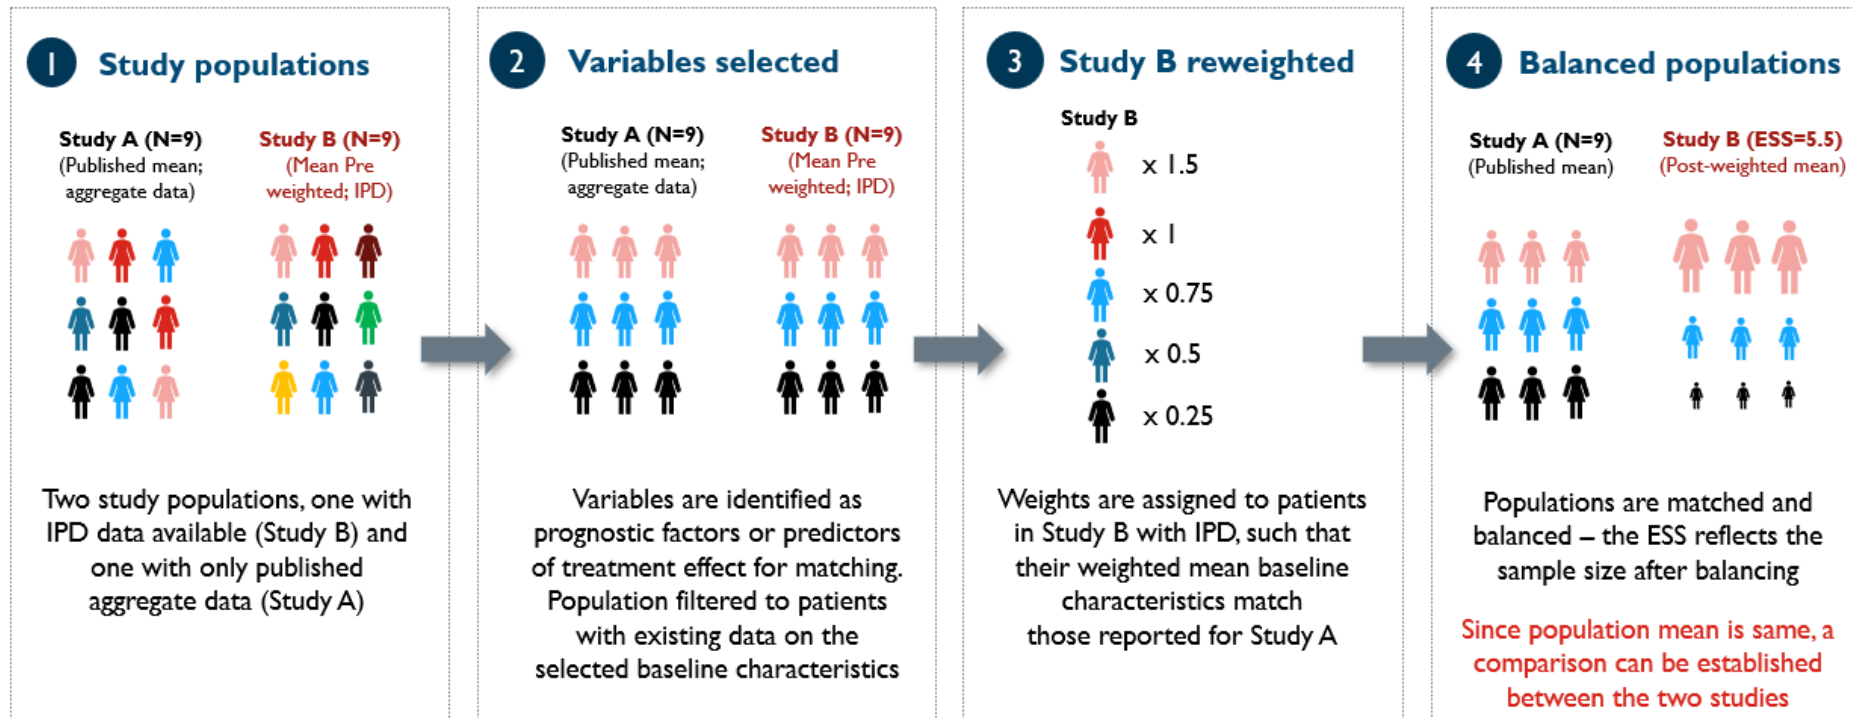 1 Study populations
Study A (N=9)
(Published mean;
aggregate data)
Study B (N=9)
(Mean Pre
weighted; IPD)
Two study populations, one with
IPD data available (Study B) and
one with only published
aggregate data (Study A)
2 Variables selected
Study A (N=9)
(Published mean;
aggregate data)
Study B (N=9)
(Mean Pre
weighted; IPD)
Variables are identified as
prognostic factors or predictors
of treatment effect for matching.
Population filtered to patients
with existing data on the
selected baseline characteristics
3 Study B reweighted
Study B
x 1.5
x 1
x 0.75
x 0.5
x 0.25
Weights are assigned to patients
in Study B with IPD, such that
their weighted mean baseline
characteristics match
those reported for Study A
4 Balanced populations
Study A (N=9)
(Published mean)
Study B (ESS=5.5)
(Post-weighted mean)
Populations are matched and
balanced – the ESS reflects the
sample size after balancing
Since population mean is same, a
comparison can be established
between the two studies